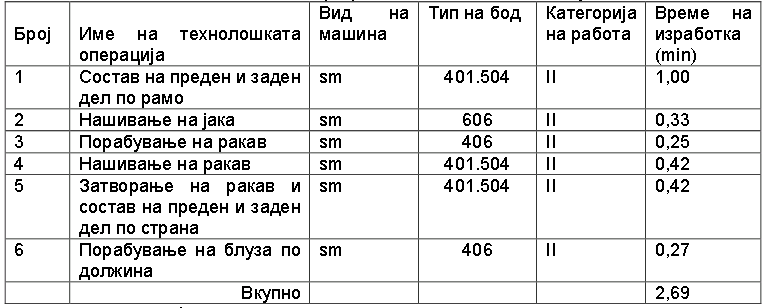 Број Име на технолошката операција Вид на машина Тип на бод Категорија на работа Време на изработка (min)
1 Состав на преден и заден дел по рамо sm 401.504 II 1,00
2 Нашивање на јака sm 606 II 0,33
3 Порабување на ракав sm 406 II 0,25
4 Нашивање на ракав sm 401.504 II 0,42
5 Затворање на ракав и состав на преден и заден дел по страна sm 401.504 II 0,42
6 Порабување на блуза по должина sm 406 II 0,27
Вкупно 2,69